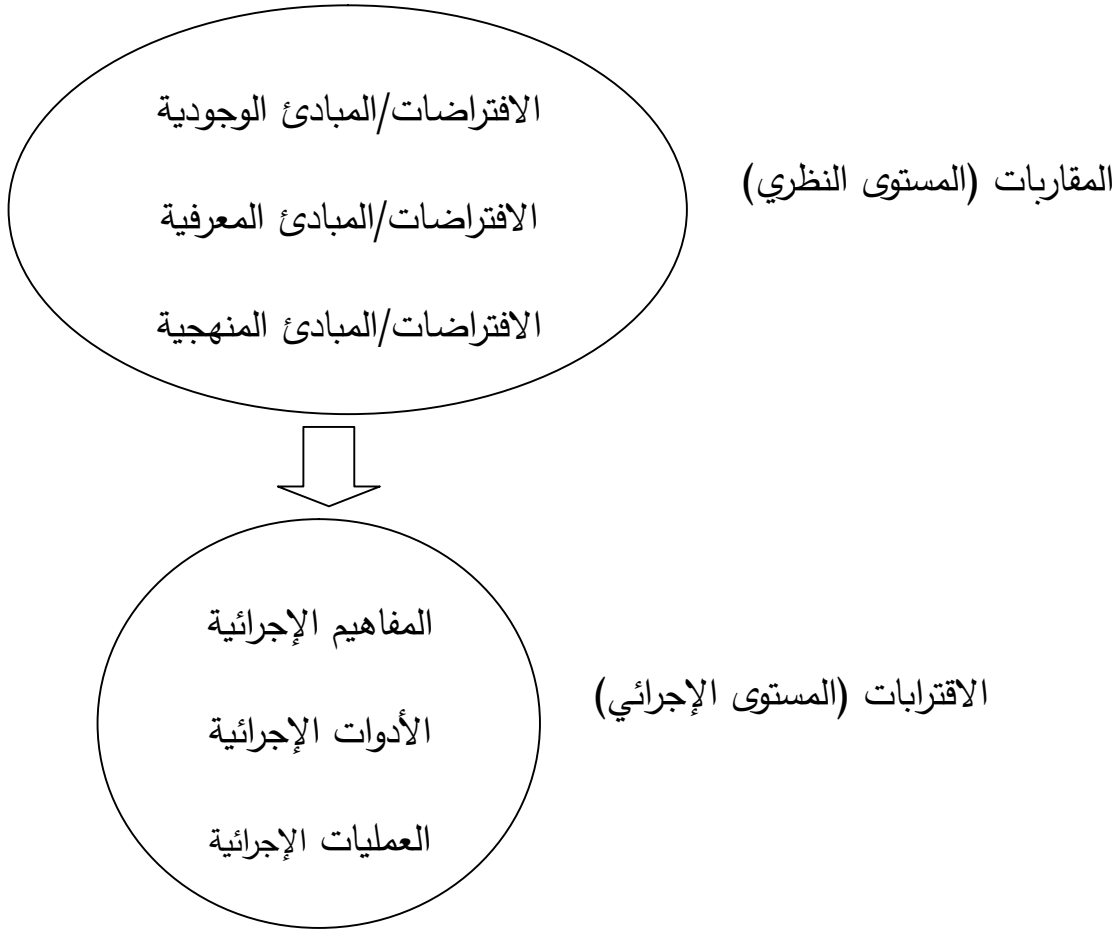 الافتراضات/المبادئ الوجودية
المقاربات (المستوى النظري)
الافتراضات/المبادئ المعرفية
الافتراضات/المبادئ المنهجية
المفاهيم الإجرائية
الاقترابات (المستوى الإجرائي)
الأدوات الإجرائية
العمليات الإجرائية